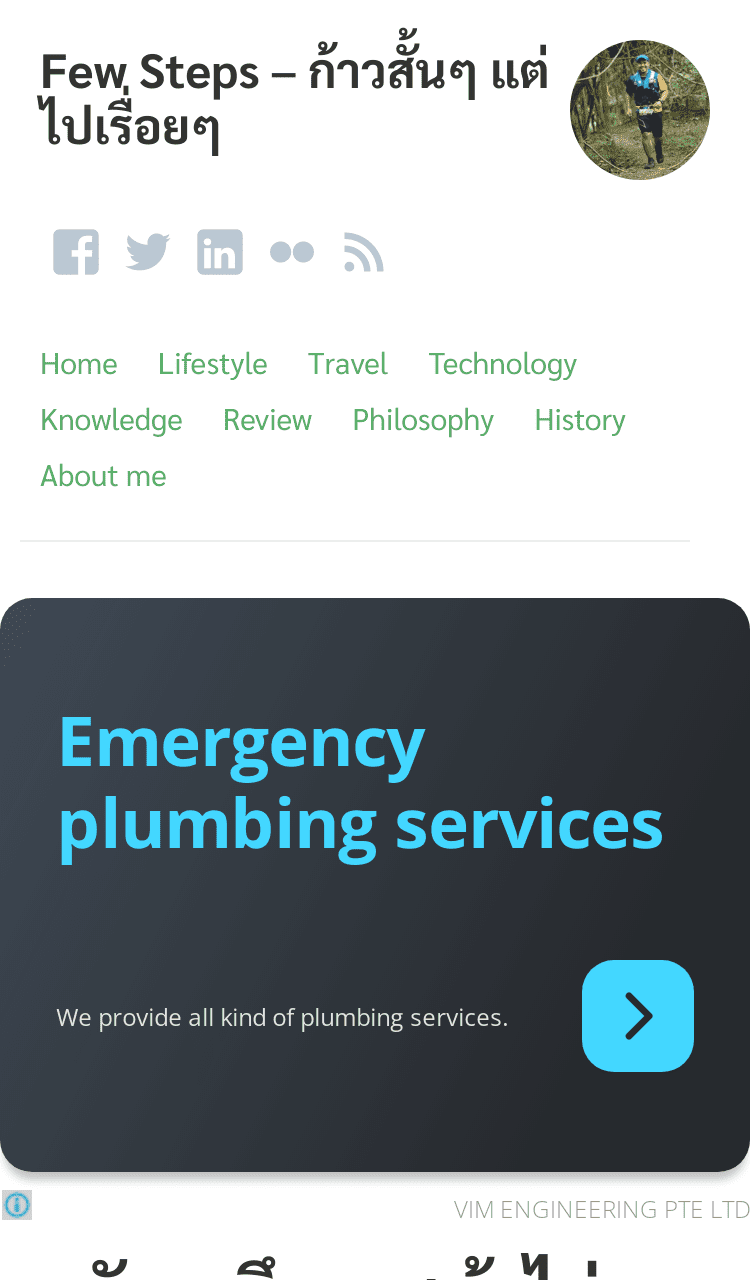 Few Steps – ก้าวสั้นๆ แต่
ไปเรื่อยๆ
Home Lifestyle Travel Technology
Knowledge Review Philosophy History
About me
Emergency
plumbing services
We provide all kind of plumbing services.
VIM ENGINEERING PTE LTD